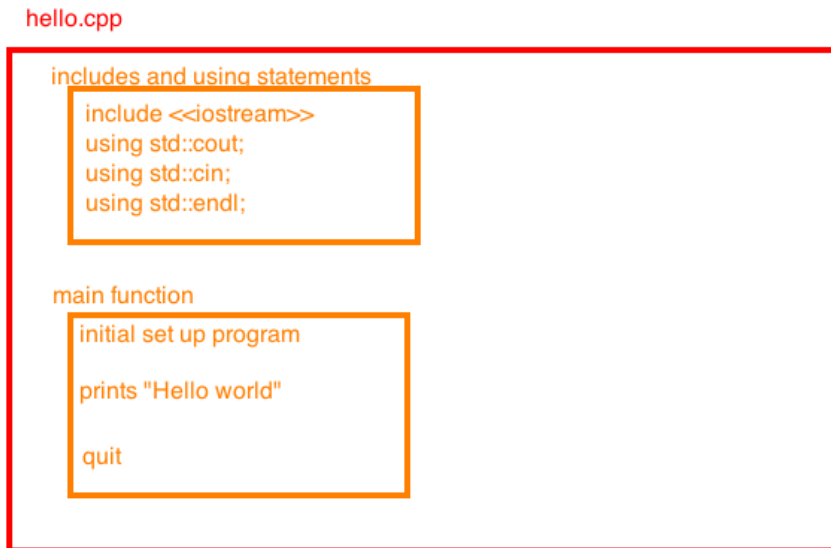 hello.cpp
includes and using statements
include <<iostream>>
using std::cout;
using std::cin;
using std::endl;
main function
initial set up program
prints "Hello world"
quit